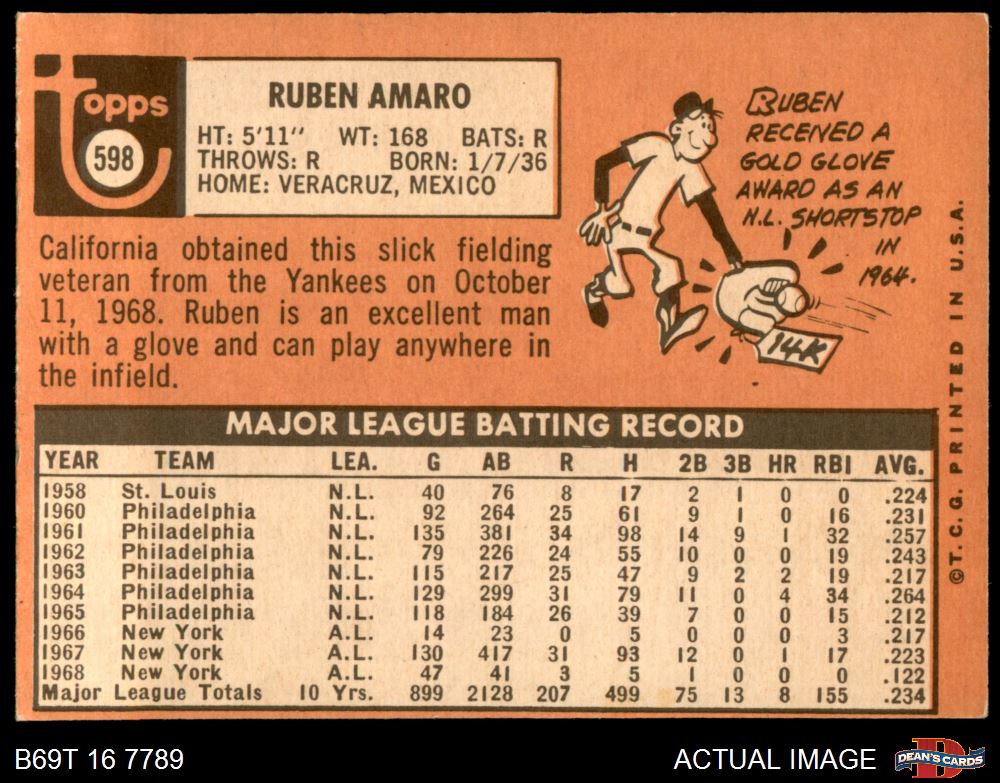 topps
598
RUBEN AMARO
HT: 5'11" WT: 168 BATS: R
THROWS: R BORN: 1/7/36
HOME: VERACRUZ, MEXICO
RUBEN
RECEIVED A
GOLD GLOVE
AWARD AS AN
N.L. SHORTSTOP
IN
1964.
14K
California obtained this slick fielding
veteran from the Yankees on October
11, 1968. Ruben is an excellent man
with a glove and can play anywhere in
the infield.
MAJOR LEAGUE BATTING RECORD
YEAR TEAM LEA. G AB R H 2B 3B HR RBI AVG.
1958 St. Louis N.L. 40 76 8 17 2 1 0 0 .224
1960 Philadelphia N.L. 92 264 25 61 9 1 0 16 .231
1961 Philadelphia N.L. 135 381 34 98 14 9 1 32 .257
1962 Philadelphia N.L. 79 226 24 55 10 0 0 19 .243
1963 Philadelphia N.L. 115 217 25 47 9 2 2 19 .217
1964 Philadelphia N.L. 129 299 31 79 11 0 4 34 .264
1965 Philadelphia N.L. 118 184 26 39 7 0 0 15 .212
1966 New York A.L. 14 23 0 5 0 0 0 3 .217
1967 New York A.L. 130 417 31 93 12 0 1 17 .223
1968 New York A.L. 47 41 3 5 1 0 0 0 .122
Major League Totals 10 Yrs. 899 2128 207 499 75 13 8 155 .234
© T. C. G. PRINTED IN U.S.A.
B69T 16 7789
ACTUAL IMAGE
D
DEAN'S CARDS